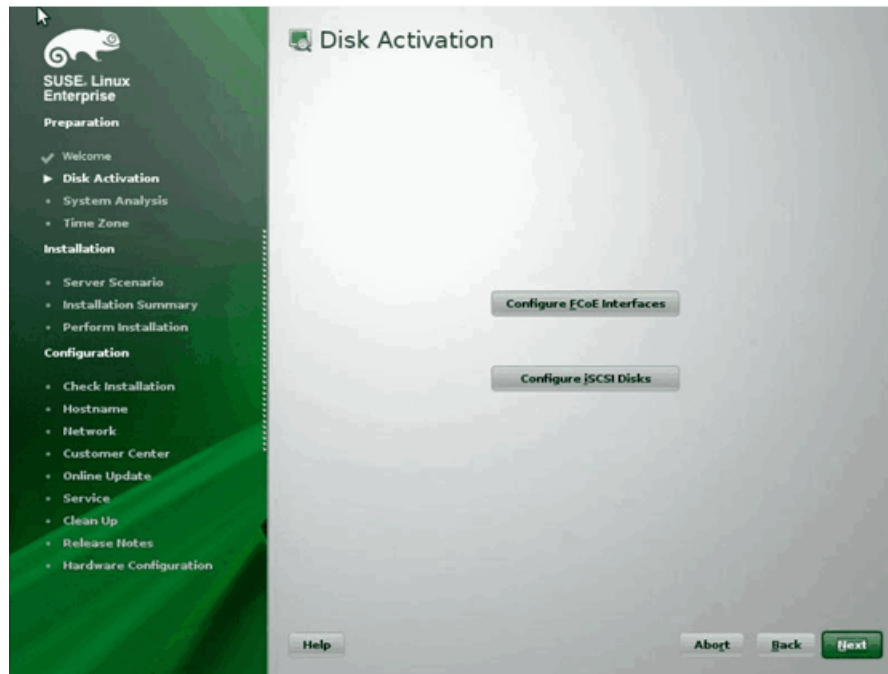 SUSE. Linux
Enterprise
Preparation
Welcome
Disk Activation
System Analysis
Time Zone
Installation
Server Scenario
Installation Summary
Perform Installation
Configuration
Check Installation
Hostname
Network
Customer Center
Online Update
Service
Clean Up
Release Notes
Hardware Configuration
Disk Activation
Configure FCoE Interfaces
Configure iSCSI Disks
Help
Abort
Back
Next